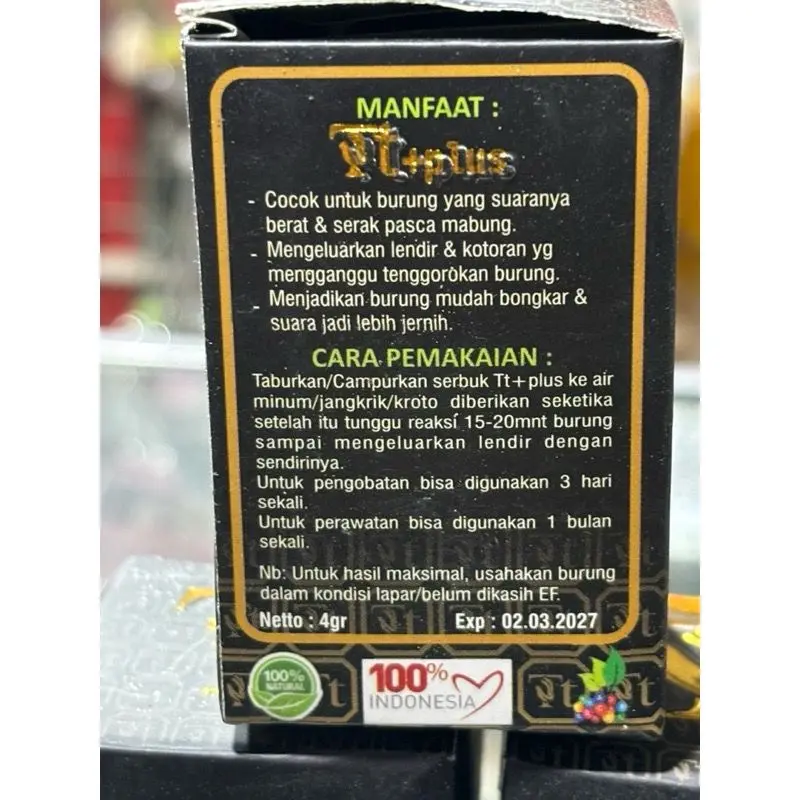 MANFAAT :
Tt+plus
- Cocok untuk burung yang suaranya
berat & serak pasca mabung.
- Mengeluarkan lendir & kotoran yg
mengganggu tenggorokan burung.
- Menjadikan burung mudah bongkar &
suara jadi lebih jernih.
CARA PEMAKAIAN :
Taburkan/Campurkan serbuk Tt+plus ke air
minum/jangkrik/kroto diberikan seketika
setelah itu tunggu reaksi 15-20mnt burung
sampai mengeluarkan lendir dengan
sendirinya.
Untuk pengobatan bisa digunakan 3 hari
sekali.
Untuk perawatan bisa digunakan 1 bulan
sekali.
Nb: Untuk hasil maksimal, usahakan burung
dalam kondisi lapar/belum dikasih EF.
Netto : 4gr Exp : 02.03.2027
100%
NATURAL
100%
INDONESIA
Tt
Tt
Tt